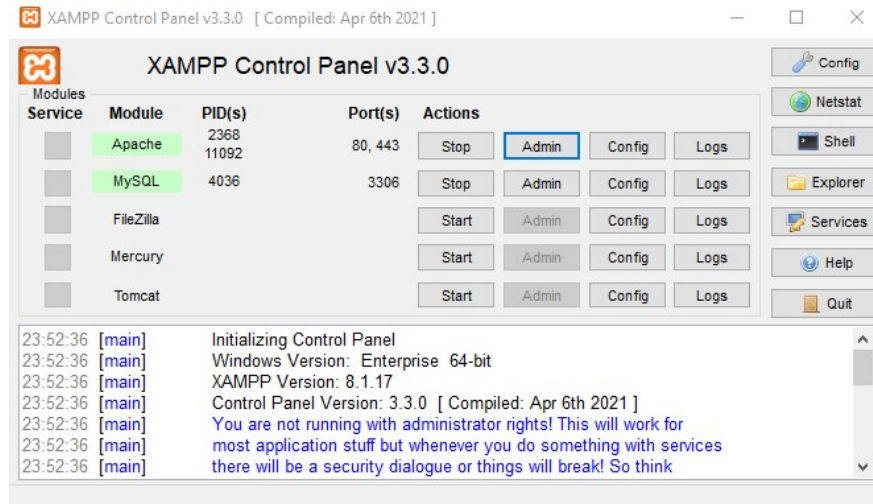 XAMPP Control Panel v3.3.0 [ Compiled: Apr 6th 2021 ]
XAMPP Control Panel v3.3.0
Config
Modules
Service Module PID(s) Port(s) Actions
Netstat
Apache 2368 11092 80, 443 Stop Admin Config Logs
Shell
MySQL 4036 3306 Stop Admin Config Logs
Explorer
FileZilla Start Admin Config Logs
Services
Mercury Start Admin Config Logs
Help
Tomcat Start Admin Config Logs
Quit
23:52:36 [main] Initializing Control Panel
23:52:36 [main] Windows Version: Enterprise 64-bit
23:52:36 [main] XAMPP Version: 8.1.17
23:52:36 [main] Control Panel Version: 3.3.0 [ Compiled: Apr 6th 2021 ]
23:52:36 [main] You are not running with administrator rights! This will work for
23:52:36 [main] most application stuff but whenever you do something with services
23:52:36 [main] there will be a security dialogue or things will break! So think